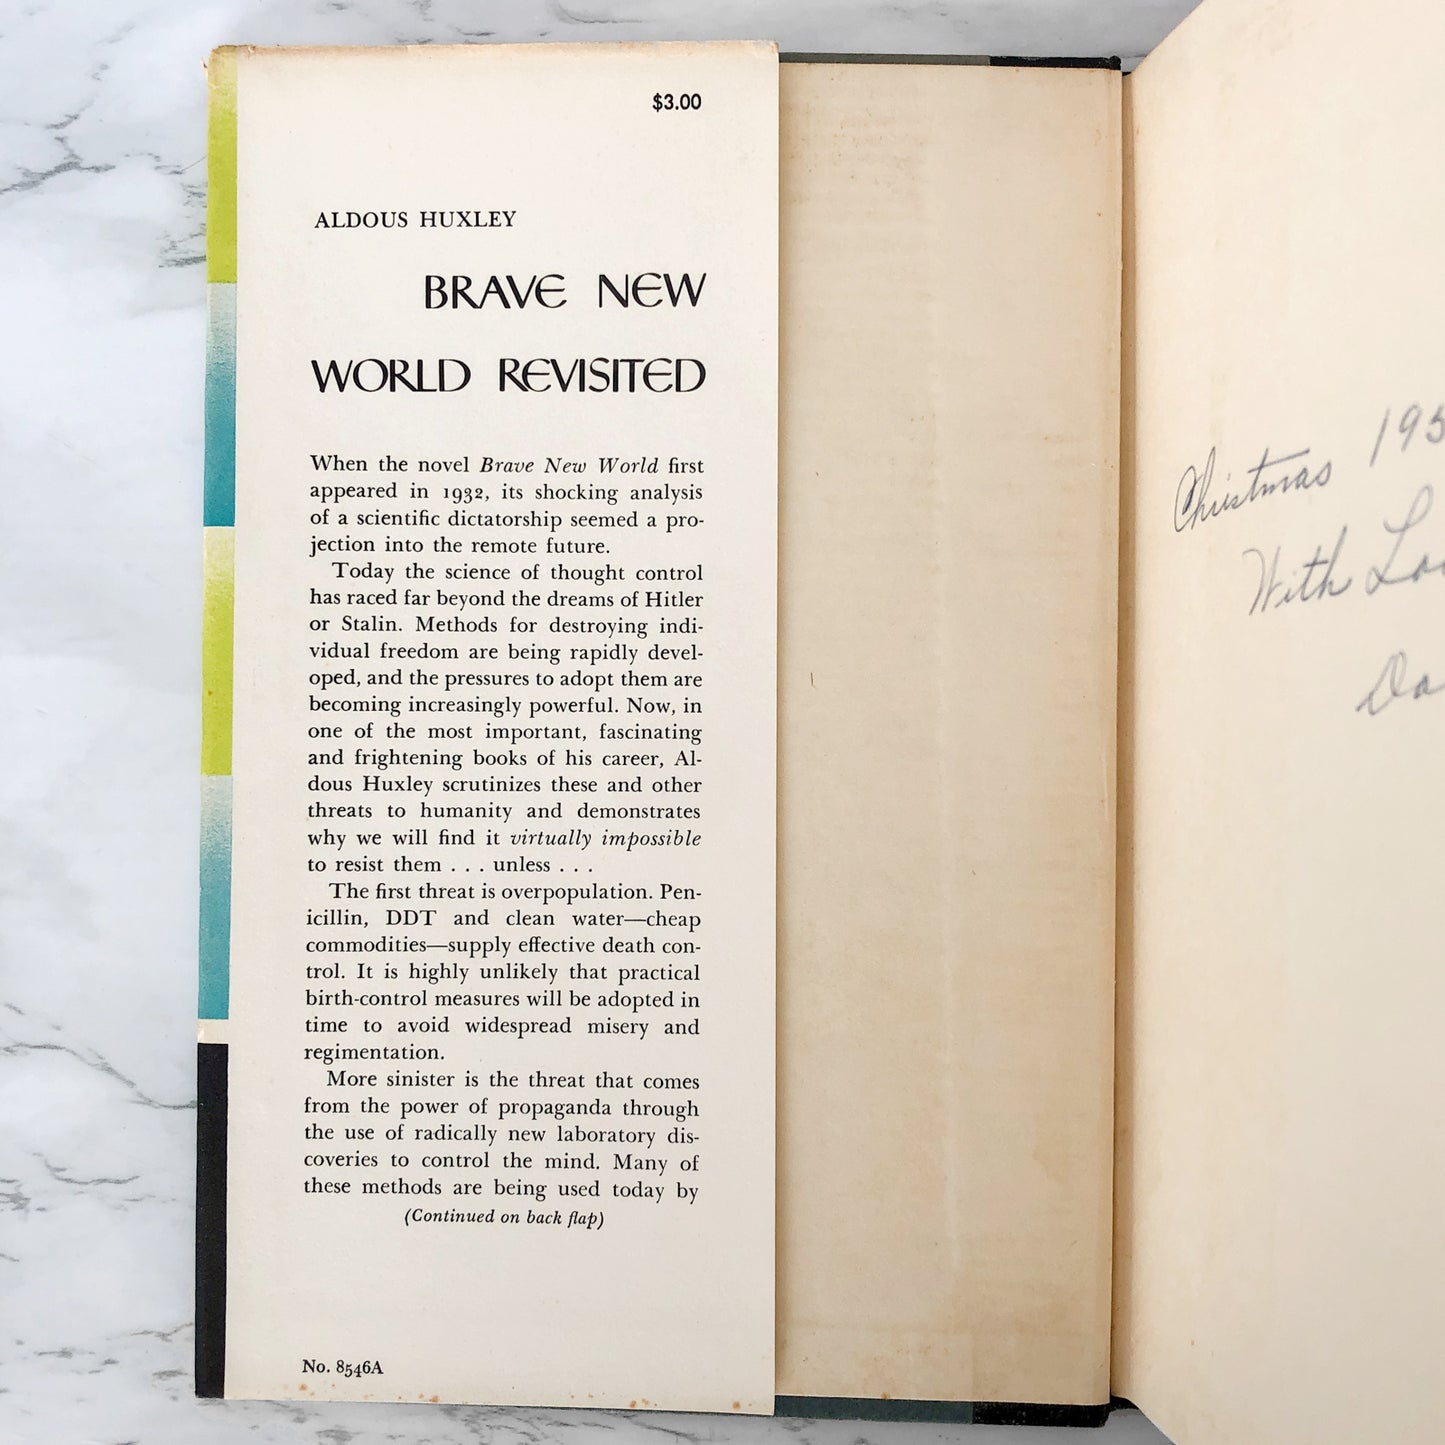 $3.00
ALDOUS HUXLEY
BRAVE NEW
WORLD REVISITED
When the novel Brave New World first
appeared in 1932, its shocking analysis
of a scientific dictatorship seemed a pro-
jection into the remote future.
Today the science of thought control
has raced far beyond the dreams of Hitler
or Stalin. Methods for destroying indi-
vidual freedom are being rapidly devel-
oped, and the pressures to adopt them are
becoming increasingly powerful. Now, in
one of the most important, fascinating
and frightening books of his career, Al-
dous Huxley scrutinizes these and other
threats to humanity and demonstrates
why we will find it virtually impossible
to resist them . . . unless . . .
The first threat is overpopulation. Pen-
icillin, DDT and clean water—cheap
commodities—supply effective death con-
trol. It is highly unlikely that practical
birth-control measures will be adopted in
time to avoid widespread misery and
regimentation.
More sinister is the threat that comes
from the power of propaganda through
the use of radically new laboratory dis-
coveries to control the mind. Many of
these methods are being used today by
(Continued on back flap)
No. 8546A
Christmas 195
With